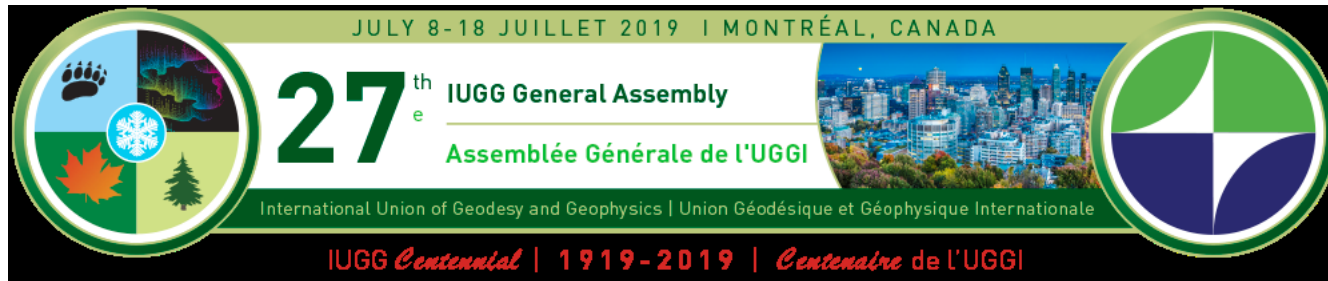 JULY 8-18 JUILLET 2019 | MONTRÉAL, CANADA
27th e
IUGG General Assembly
Assemblée Générale de l'UGGI
International Union of Geodesy and Geophysics | Union Géodésique et Géophysique Internationale
IUGG Centennial | 1919-2019 | Centenaire de l'UGGI